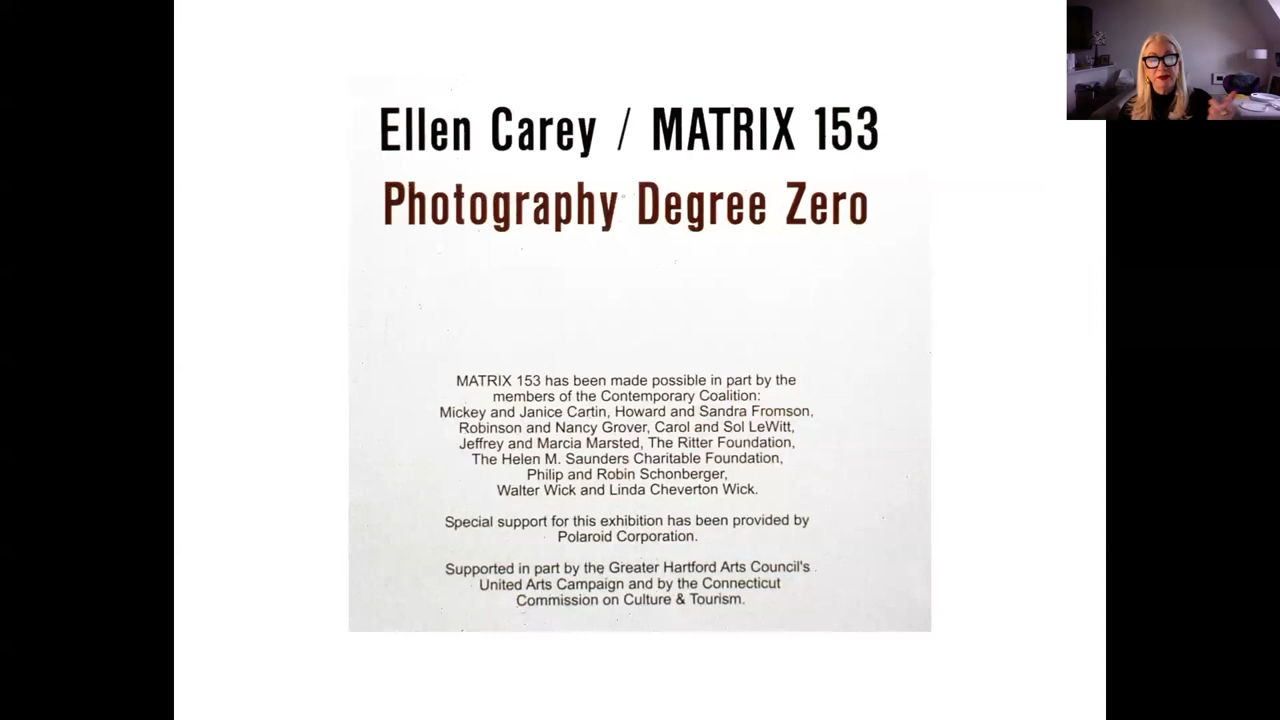 Ellen Carey / MATRIX 153
Photography Degree Zero
MATRIX 153 has been made possible in part by the
members of the Contemporary Coalition:
Mickey and Janice Cartin, Howard and Sandra Fromson,
Robinson and Nancy Grover, Carol and Sol LeWitt,
Jeffrey and Marcia Marsted, The Ritter Foundation,
The Helen M. Saunders Charitable Foundation,
Philip and Robin Schonberger,
Walter Wick and Linda Cheverton Wick.
Special support for this exhibition has been provided by
Polaroid Corporation.
Supported in part by the Greater Hartford Arts Council's
United Arts Campaign and by the Connecticut
Commission on Culture & Tourism.